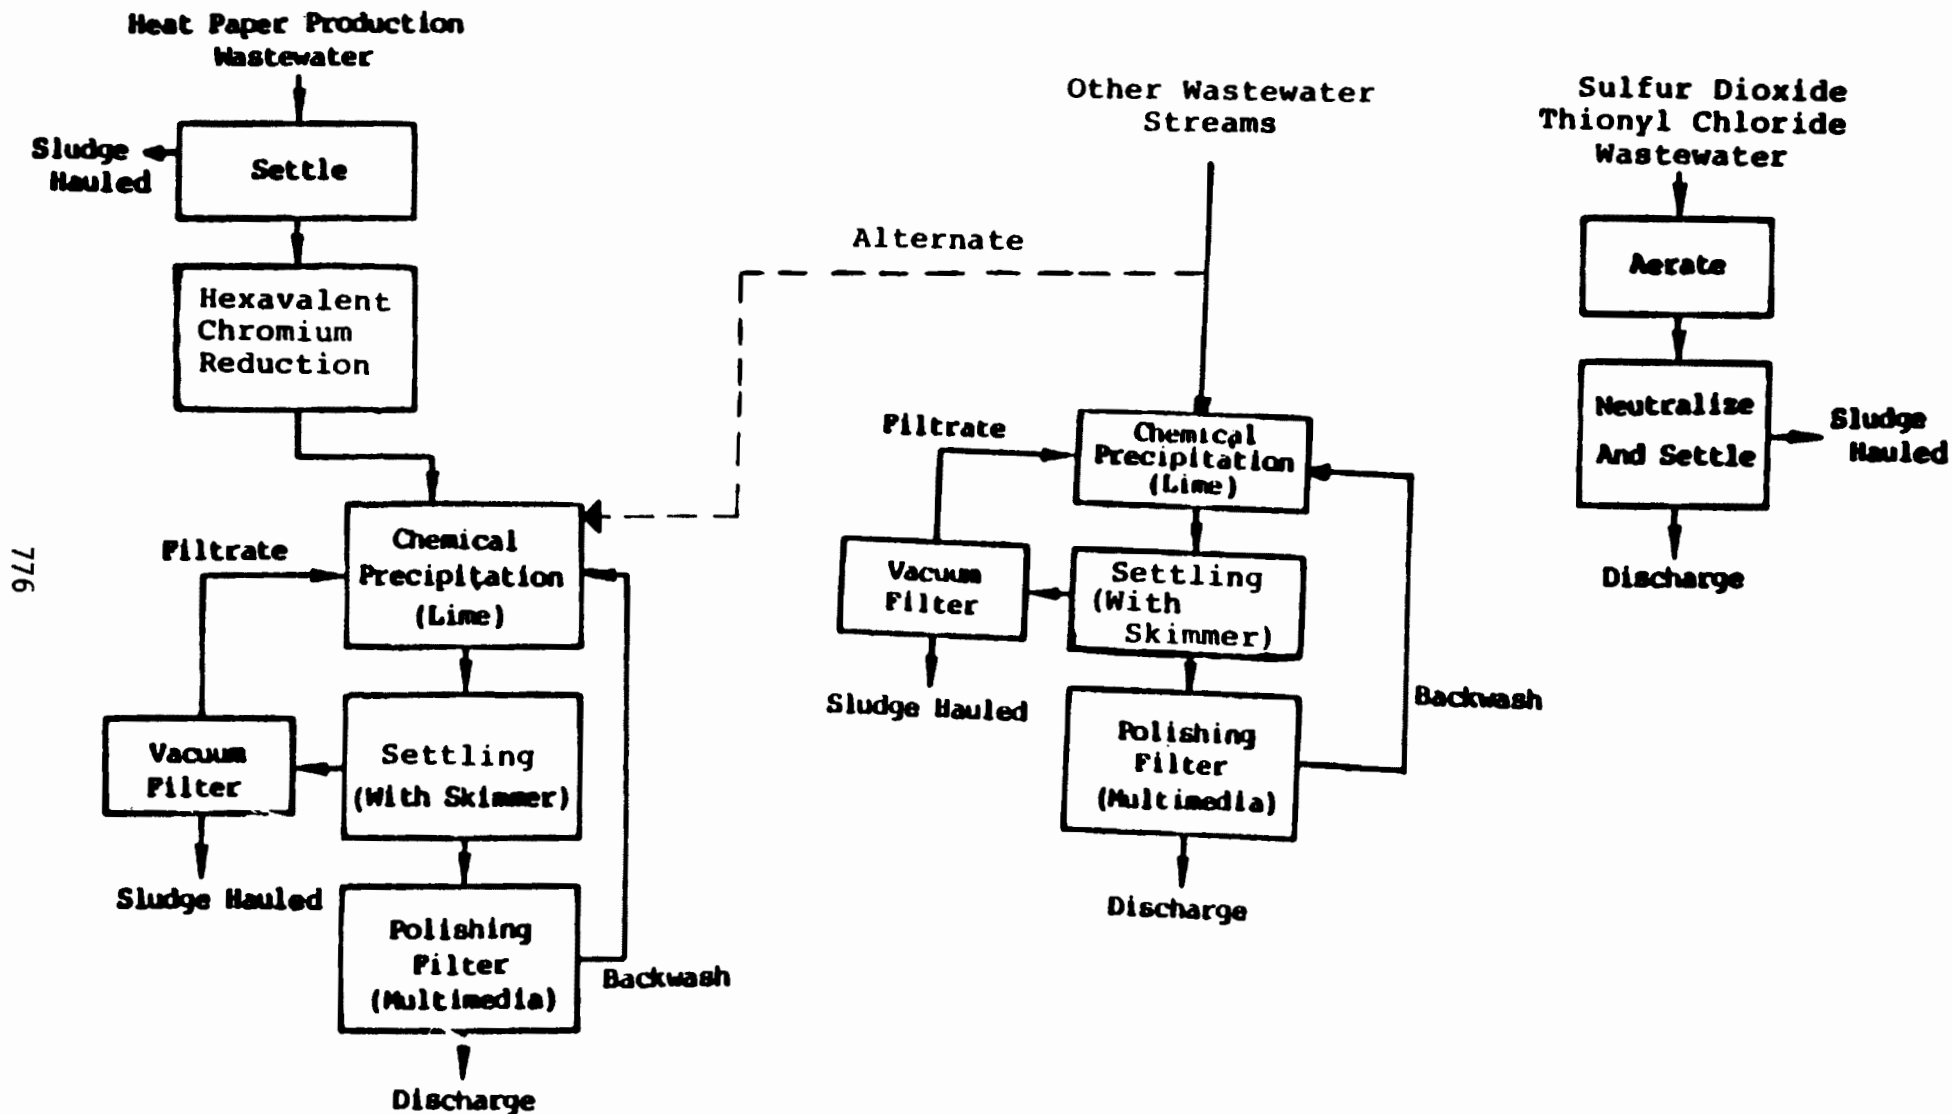 Heat Paper Production
Wastewater
Sludge
Hauled
Settle
Hexavalent
Chromium
Reduction
Filtrate
Chemical
Precipitation
(Lime)
Vacuum
Filter
Settling
(With Skimmer)
Sludge Hauled
Polishing
Filter
(Multimedia)
Backwash
Discharge
Alternate
Other Wastewater
Streams
Filtrate
Chemical
Precipitation
(Lime)
Vacuum
Filter
Settling
(With
Skimmer)
Sludge Hauled
Polishing
Filter
(Multimedia)
Backwash
Discharge
Sulfur Dioxide
Thionyl Chloride
Wastewater
Aerate
Neutralize
And Settle
Sludge
Hauled
Discharge
776